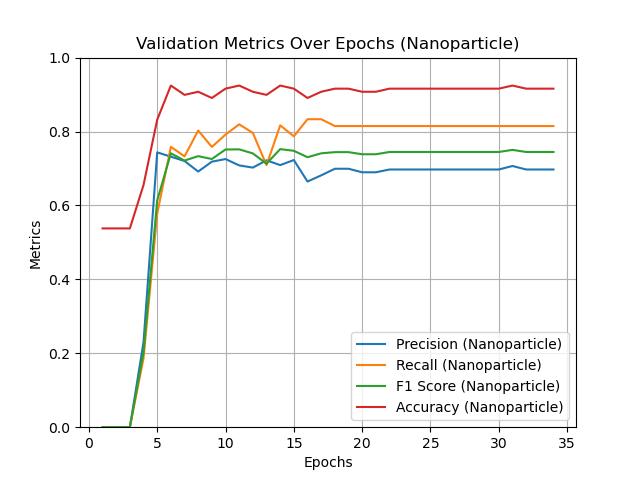 Validation Metrics Over Epochs (Nanoparticle)
1.0
0.8
0.6
0.4
0.2
0.0
Metrics
Precision (Nanoparticle)
Recall (Nanoparticle)
F1 Score (Nanoparticle)
Accuracy (Nanoparticle)
0 5 10 15 20 25 30 35
Epochs